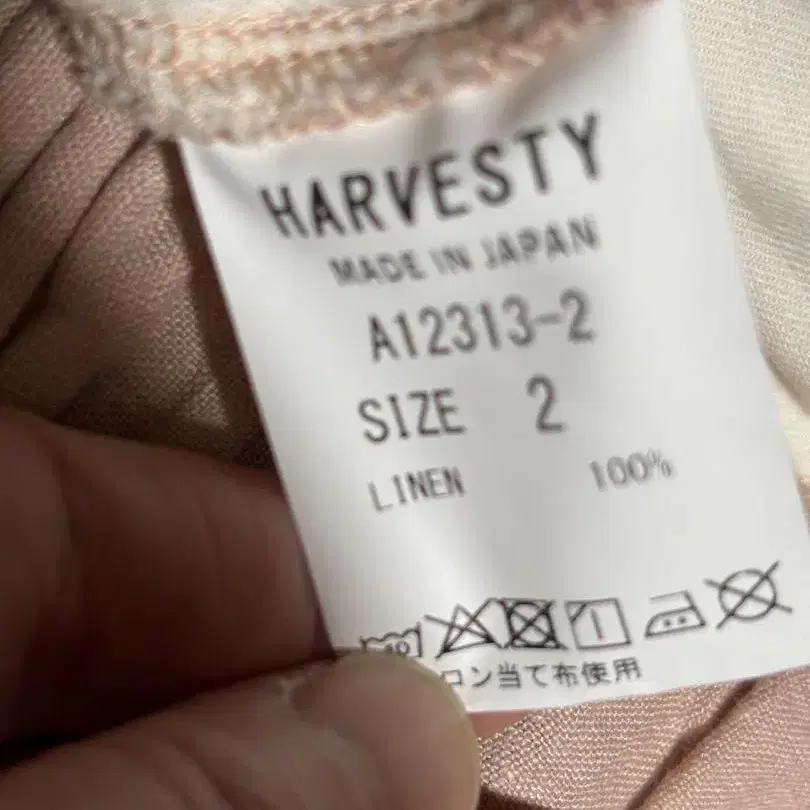 HARVESTY
MADE IN JAPAN
A12313-2
SIZE 2
LINEN 100%
ロン当て布使用